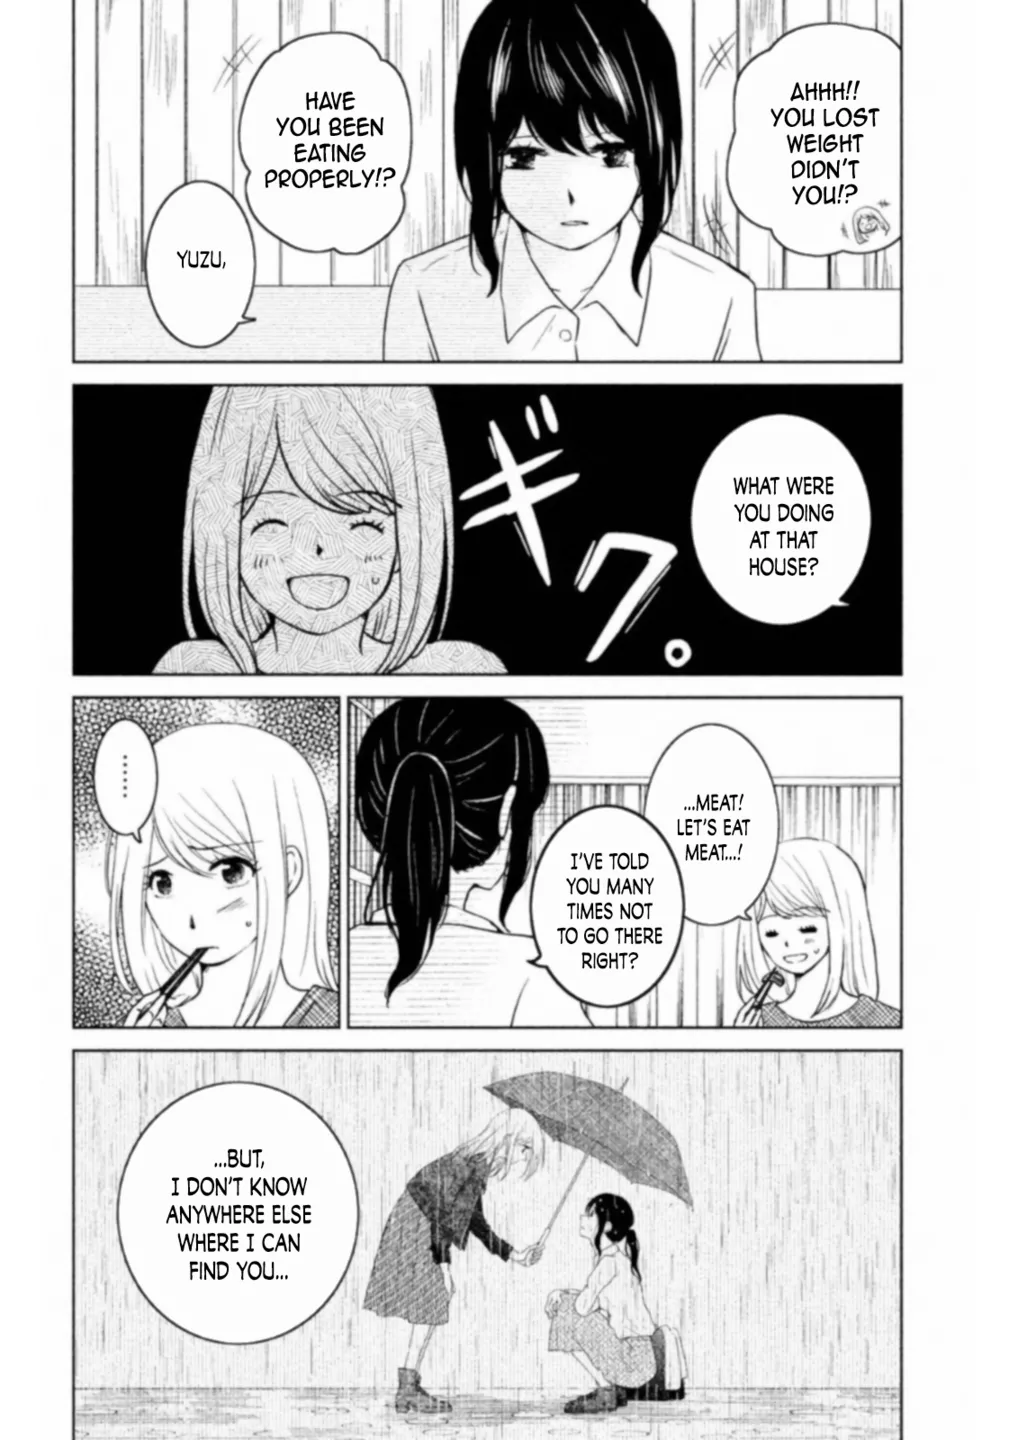 AHHH!!
YOU LOST
WEIGHT
DIDN'T
YOU!?
HAVE
YOU BEEN
EATING
PROPERLY!?
YUZU,
WHAT WERE
YOU DOING
AT THAT
HOUSE?
ギク。
...MEAT!
LET'S EAT
MEAT...!
I'VE TOLD
YOU MANY
TIMES NOT
TO GO THERE
RIGHT?
......
...BUT,
I DON'T KNOW
ANYWHERE ELSE
WHERE I CAN
FIND YOU...